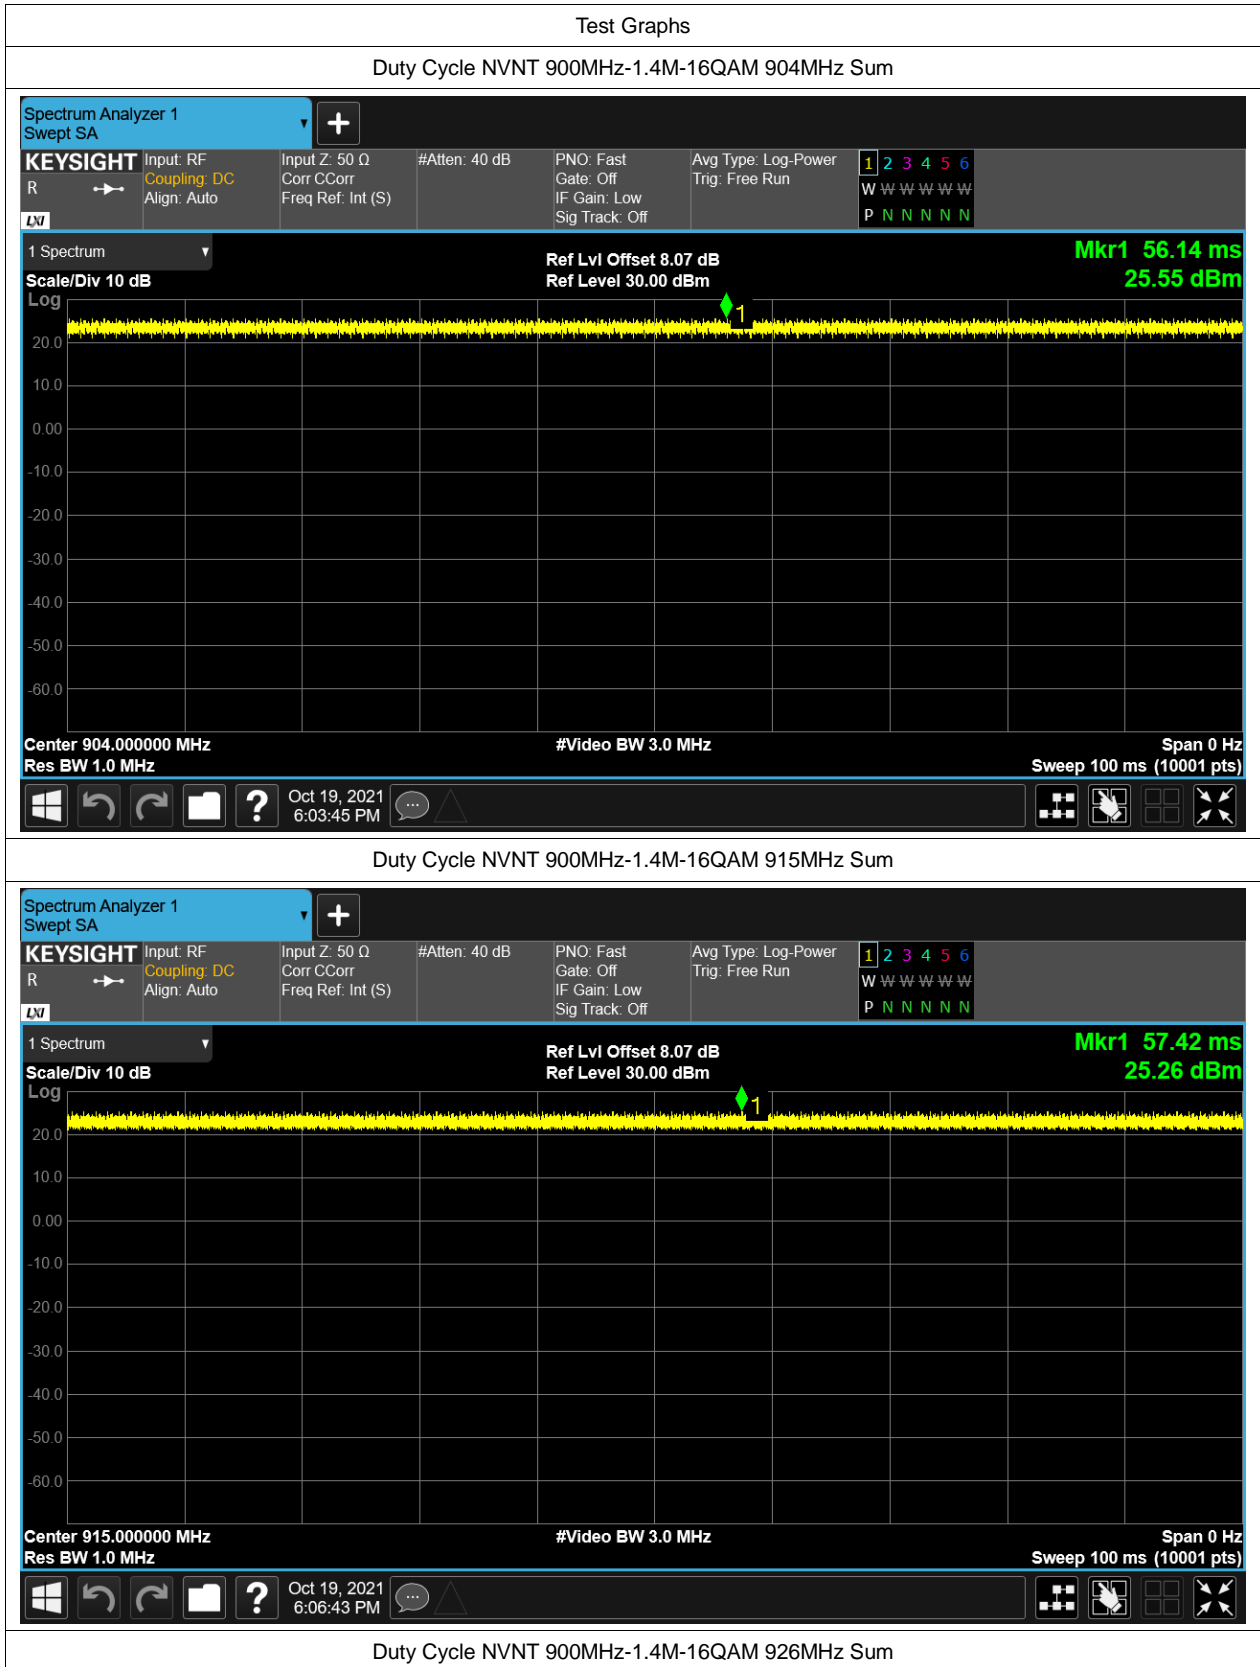 Test Graphs
Duty Cycle NVNT 900MHz-1.4M-16QAM 904MHz Sum
Spectrum Analyzer 1
Swept SA
KEYSIGHT
R
LXI
Input: RF
Coupling: DC
Align: Auto
Input Z: 50 Ω
Corr CCorr
Freq Ref: Int (S)
#Atten: 40 dB
PNO: Fast
Gate: Off
IF Gain: Low
Sig Track: Off
Avg Type: Log-Power
Trig: Free Run
1 2 3 4 5 6
W W W W W W
P N N N N N
1 Spectrum
Scale/Div 10 dB
Ref Lvl Offset 8.07 dB
Ref Level 30.00 dBm
Mkr1 56.14 ms
25.55 dBm
Log
1
20.0
10.0
0.00
-10.0
-20.0
-30.0
-40.0
-50.0
-60.0
Center 904.000000 MHz
#Video BW 3.0 MHz
Span 0 Hz
Res BW 1.0 MHz
Sweep 100 ms (10001 pts)
?
Oct 19, 2021
6:03:45 PM
Duty Cycle NVNT 900MHz-1.4M-16QAM 915MHz Sum
Spectrum Analyzer 1
Swept SA
KEYSIGHT
R
LXI
Input: RF
Coupling: DC
Align: Auto
Input Z: 50 Ω
Corr CCorr
Freq Ref: Int (S)
#Atten: 40 dB
PNO: Fast
Gate: Off
IF Gain: Low
Sig Track: Off
Avg Type: Log-Power
Trig: Free Run
1 2 3 4 5 6
W W W W W W
P N N N N N
1 Spectrum
Scale/Div 10 dB
Ref Lvl Offset 8.07 dB
Ref Level 30.00 dBm
Mkr1 57.42 ms
25.26 dBm
Log
1
20.0
10.0
0.00
-10.0
-20.0
-30.0
-40.0
-50.0
-60.0
Center 915.000000 MHz
#Video BW 3.0 MHz
Span 0 Hz
Res BW 1.0 MHz
Sweep 100 ms (10001 pts)
?
Oct 19, 2021
6:06:43 PM
Duty Cycle NVNT 900MHz-1.4M-16QAM 926MHz Sum